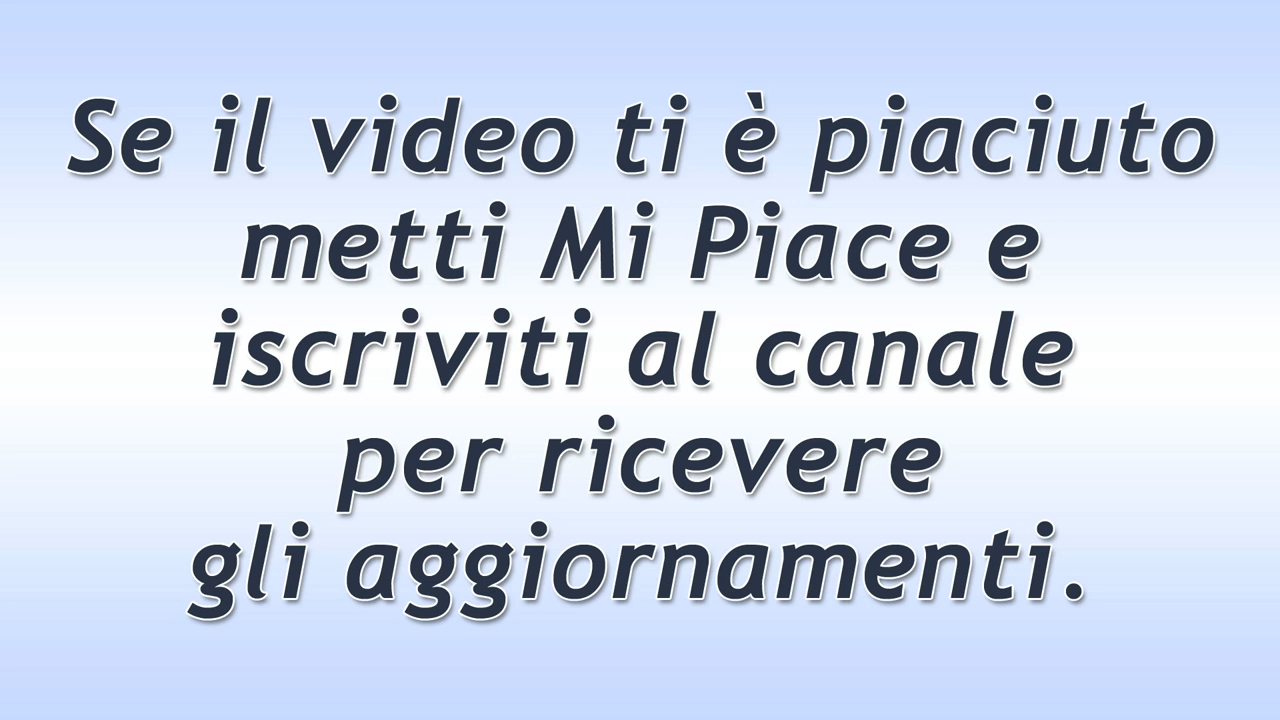 Se il video ti è piaciuto
metti Mi Piace e
iscriviti al canale
per ricevere
gli aggiornamenti.